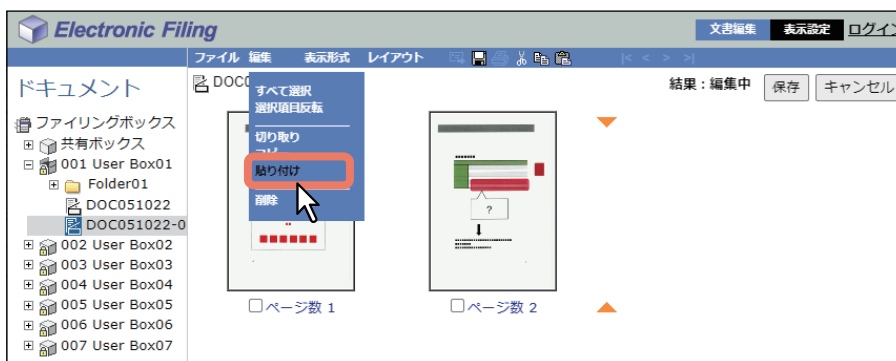 Electronic Filing
文書編集 表示設定 ログイン
ファイル 編集 表示形式 レイアウト |< < > >|
ドキュメント
ファイリングボックス
共有ボックス
001 User Box01
Folder01
DOC051022
DOC051022-0
002 User Box02
003 User Box03
004 User Box04
005 User Box05
006 User Box06
007 User Box07
DOC0
結果：編集中 保存 キャンセル
すべて選択
選択項目反転
切り取り
コピー
貼り付け
削除
?
ページ数 1
ページ数 2